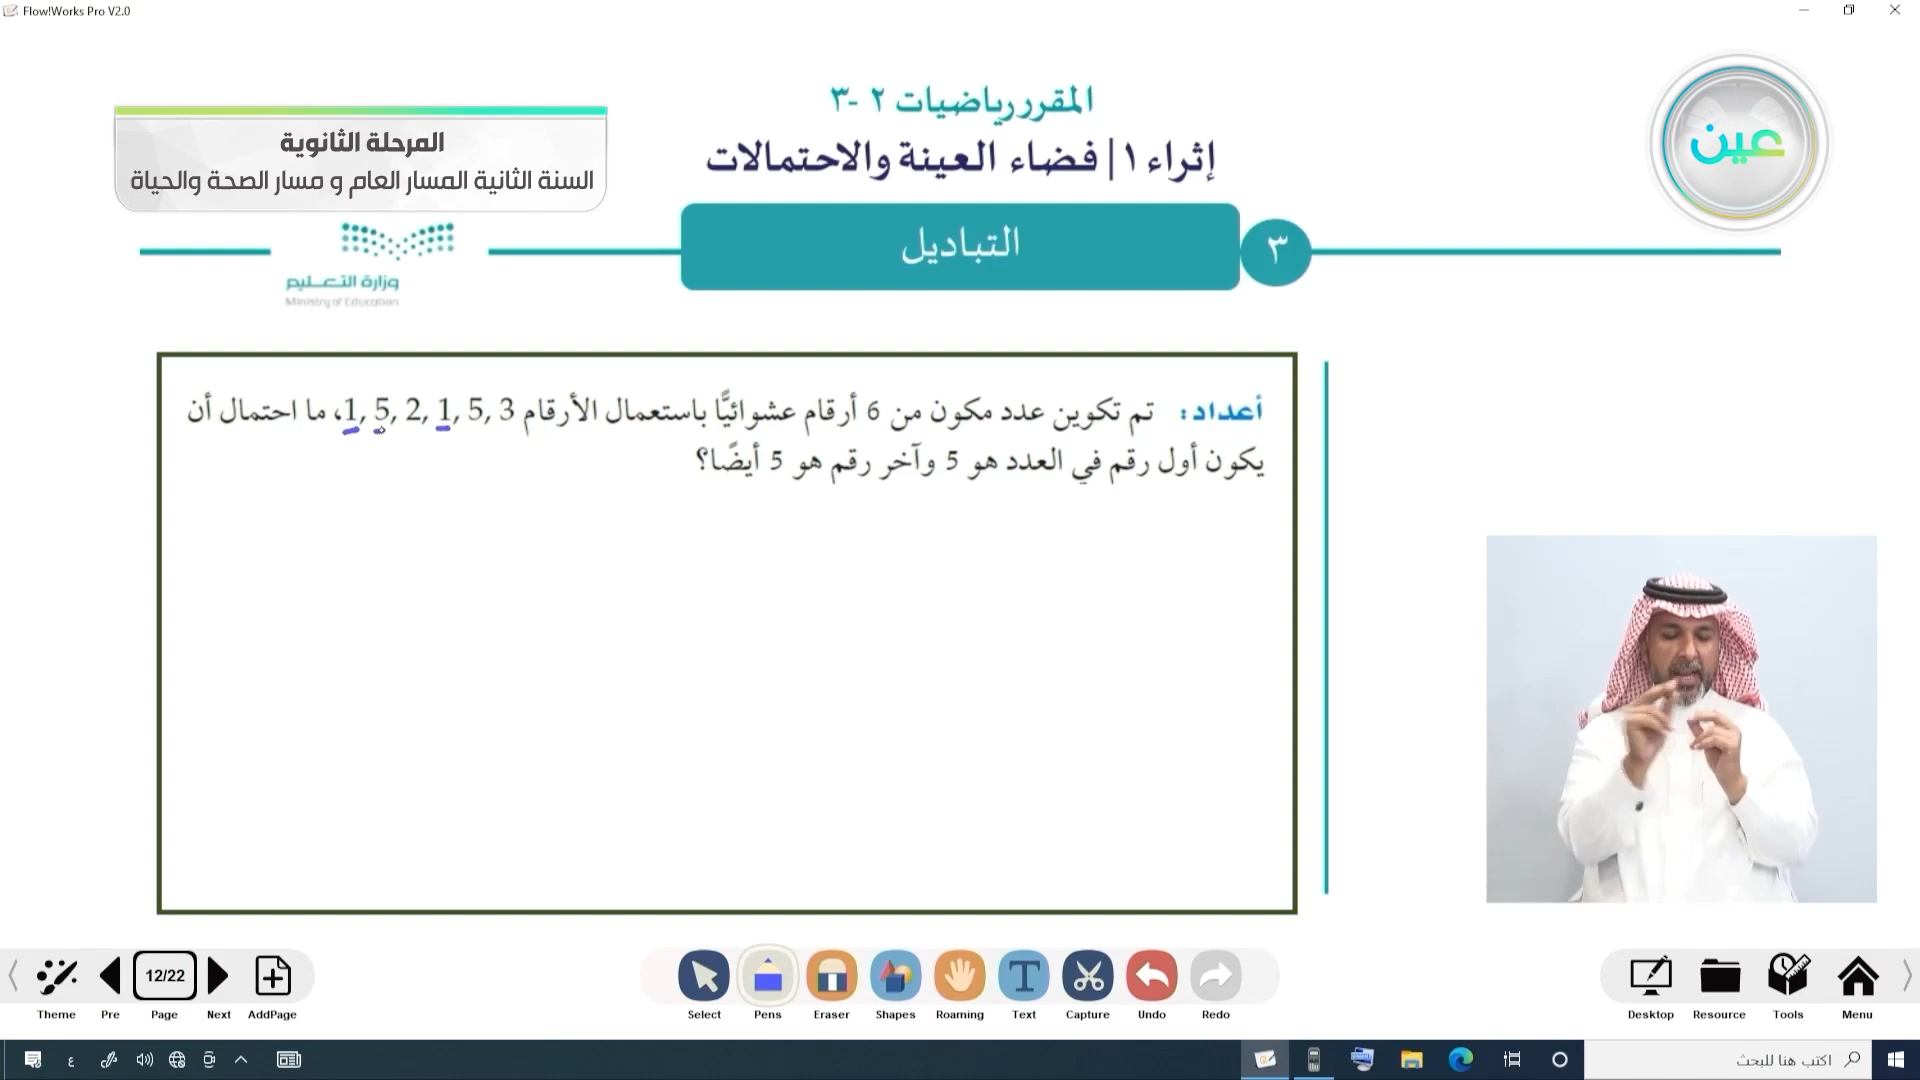 Flow!Works Pro V2.0
المقرر رياضيات ٢ -٣
إثراء ١ | فضاء العينة والاحتمالات
عين
المرحلة الثانوية
السنة الثانية المسار العام و مسار الصحة والحياة
٣
التباديل
وزارة التعليم
Ministry of Education
أعداد: تم تكوين عدد مكون من 6 أرقام عشوائيًّا باستعمال الأرقام 3 ,5 ,1 ,2 ,5 ,1، ما احتمال أن
يكون أول رقم في العدد هو 5 وآخر رقم هو 5 أيضًا؟
12/22
Theme Pre Page Next AddPage
Select Pens Eraser Shapes Roaming Text Capture Undo Redo
Desktop Resource Tools Menu
ع
اكتب هنا للبحث